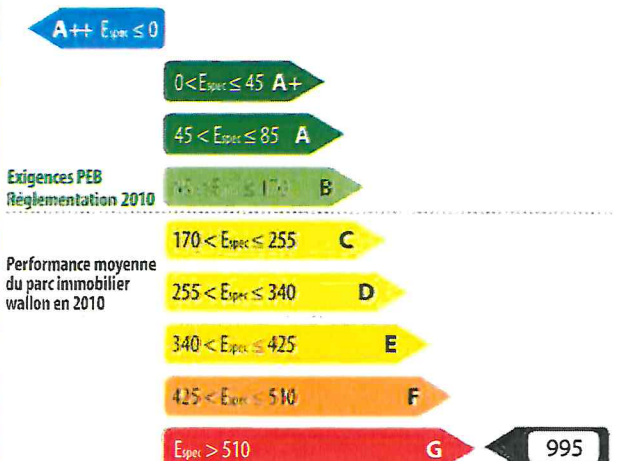 A++ Espec ≤ 0
0 < Espec ≤ 45 A+
45 < Espec ≤ 85 A
Exigences PEB
Réglementation 2010
B
170 < Espec ≤ 255 C
Performance moyenne
du parc immobilier
wallon en 2010
255 < Espec ≤ 340 D
340 < Espec ≤ 425 E
425 < Espec ≤ 510 F
Espec > 510 G
995